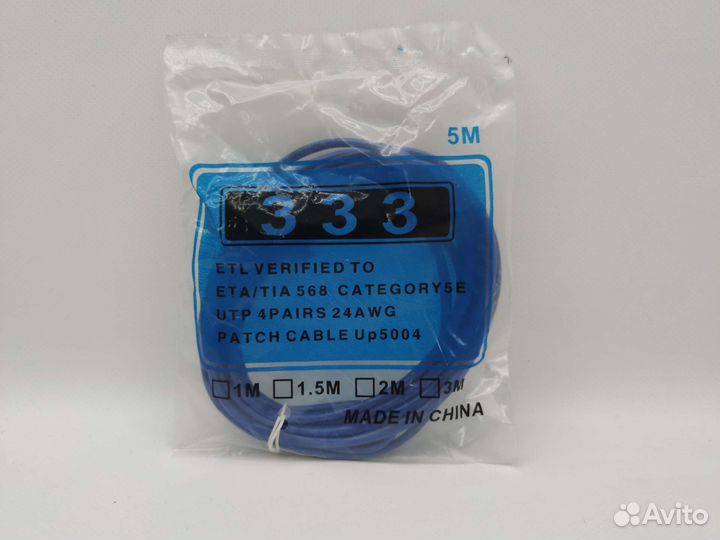 5M
333
ETL VERIFIED TO
ETA/TIA 568 CATEGORY5E
UTP 4PAIRS 24AWG
PATCH CABLE Up5004
1M 1.5M 2M 3M
MADE IN CHINA
Avito